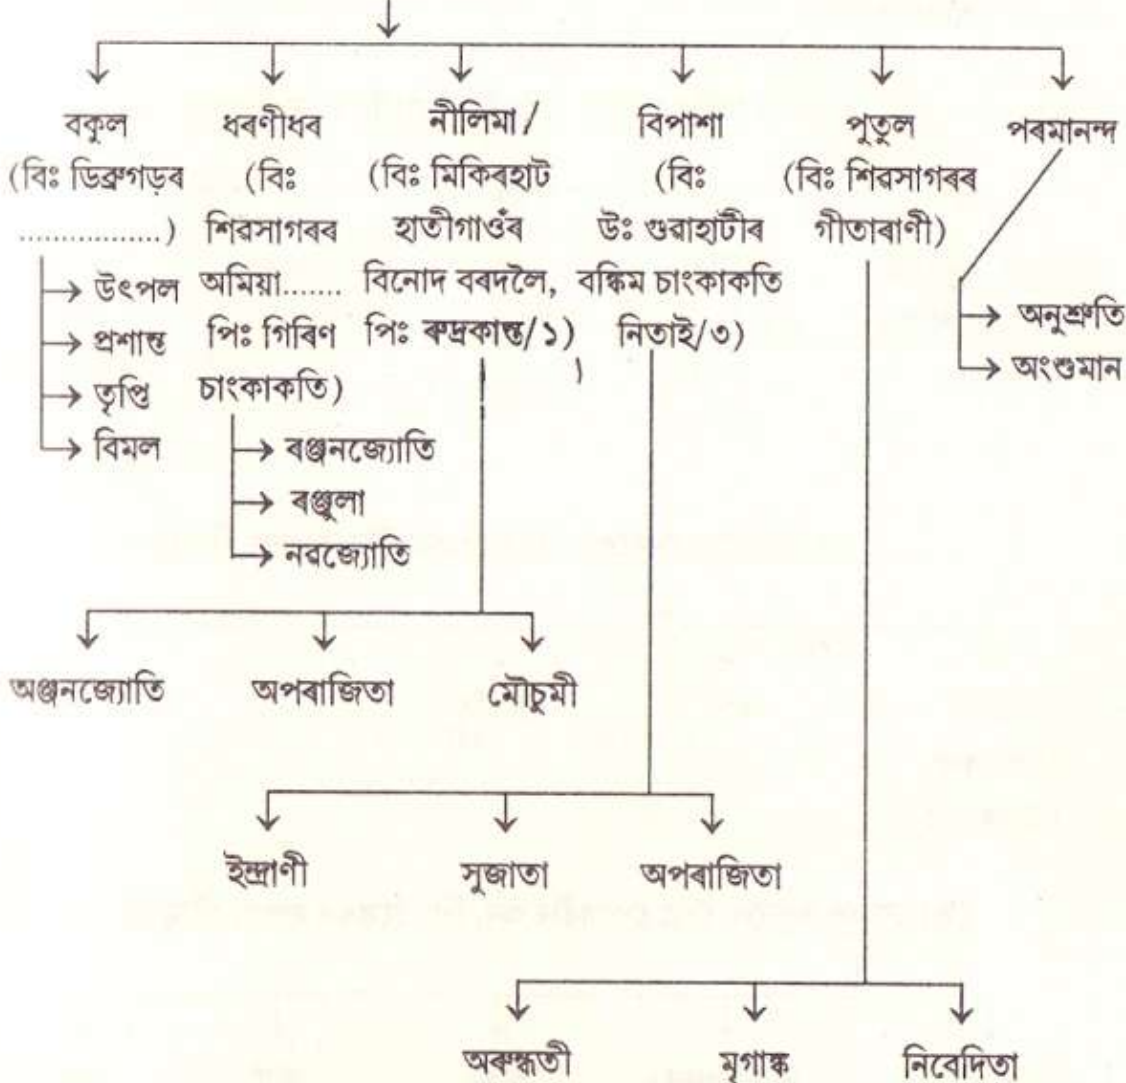 বকুল ধৰণীধৰ নীলিমা/ বিপাশা পুতুল পৰমানন্দ
(বিঃ ডিব্ৰুগড়ৰ (বিঃ (বিঃ মিকিৰহাট (বিঃ (বিঃ শিৱসাগৰৰ
.................) শিৱসাগৰৰ হাতীগাওঁৰ উঃ গুৱাহাটীৰ গীতাৰাণী)
উৎপল অমিয়া....... বিনোদ বৰদলৈ, বঙ্কিম চাংকাকতি
অনুশ্ৰুতি
প্ৰশান্ত পিঃ গিৰিণ পিঃ ৰুদ্ৰকান্ত/১) নিতাই/৩)
অংশুমান
তৃপ্তি চাংকাকতি)
বিমল ৰঞ্জনজ্যোতি
ৰঞ্জুলা
নৱজ্যোতি
অঞ্জনজ্যোতি অপৰাজিতা মৌচুমী
ইন্দ্ৰাণী সুজাতা অপৰাজিতা
অৰুন্ধতী মৃগাঙ্ক নিবেদিতা